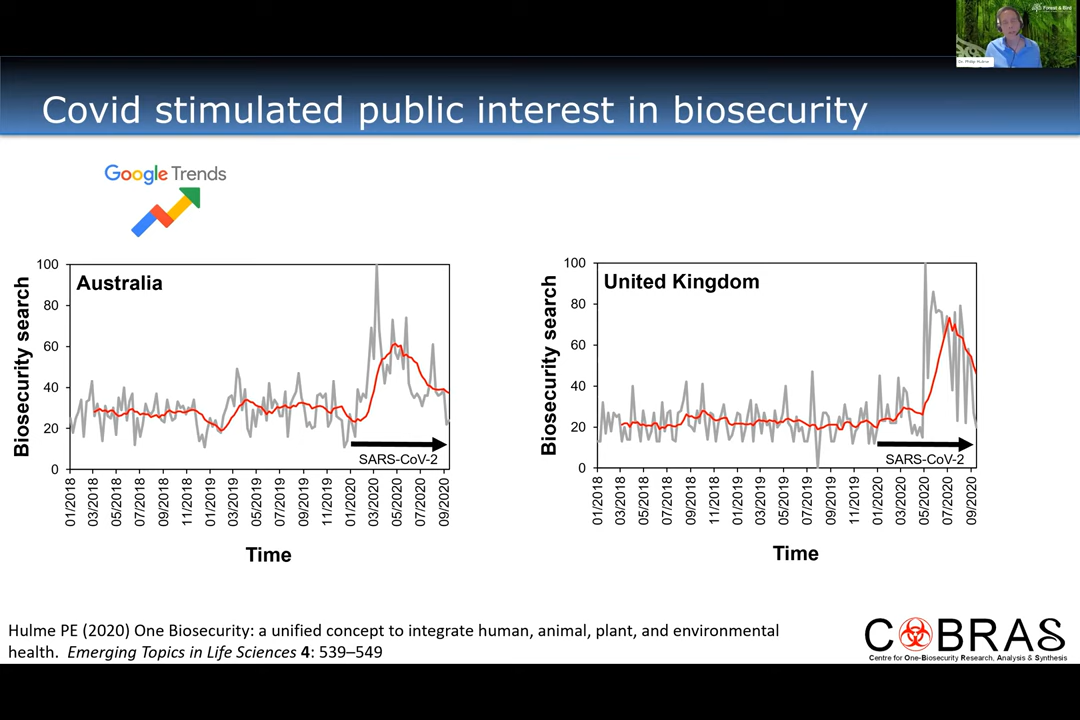 Forest & Bird
Dr. Philip Hulme
Covid stimulated public interest in biosecurity
Google Trends
Australia
Biosecurity search
100
80
60
40
20
0
SARS-CoV-2
01/2018
03/2018
05/2018
07/2018
09/2018
11/2018
01/2019
03/2019
05/2019
07/2019
09/2019
11/2019
01/2020
03/2020
05/2020
07/2020
09/2020
Time
United Kingdom
Biosecurity search
100
80
60
40
20
0
SARS-CoV-2
01/2018
03/2018
05/2018
07/2018
09/2018
11/2018
01/2019
03/2019
05/2019
07/2019
09/2019
11/2019
01/2020
03/2020
05/2020
07/2020
09/2020
Time
Hulme PE (2020) One Biosecurity: a unified concept to integrate human, animal, plant, and environmental
health. Emerging Topics in Life Sciences 4: 539–549
COBRAS
Centre for One-Biosecurity Research, Analysis & Synthesis